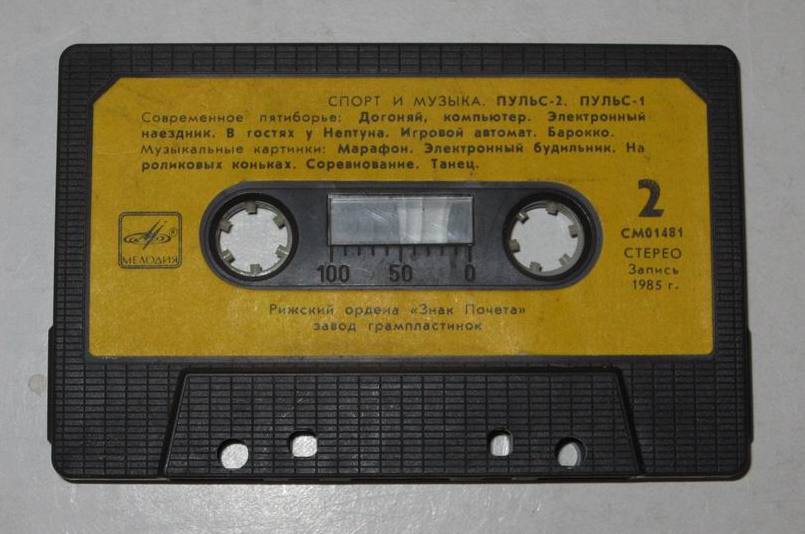 СПОРТ И МУЗЫКА. ПУЛЬС-2. ПУЛЬС-1
Современное пятиборье: Догоняй, компьютер. Электронный
наездник. В гостях у Нептуна. Игровой автомат. Барокко.
Музыкальные картинки: Марафон. Электронный будильник. На
роликовых коньках. Соревнование. Танец.
2
СМ01481
СТЕРЕО
Запись
1985 г.
МЕЛОДИЯ
100 50 0
Рижский ордена «Знак Почета»
завод грампластинок